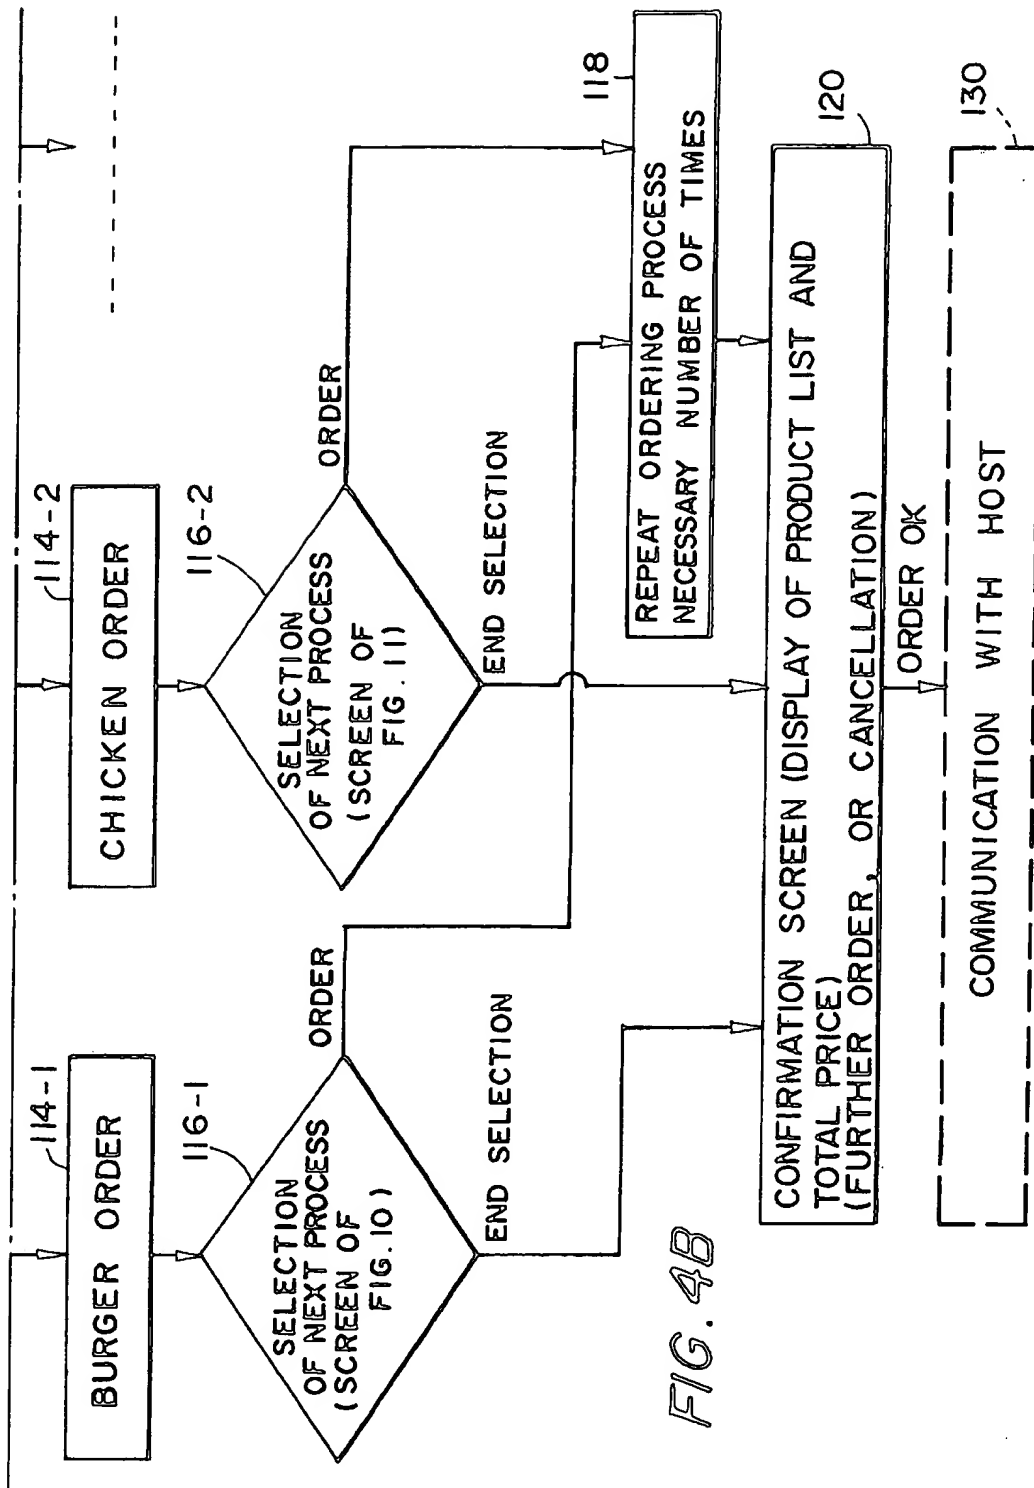 114-1
BURGER ORDER
116-1
SELECTION
OF NEXT PROCESS
(SCREEN OF
FIG.10)
ORDER
END SELECTION
114-2
CHICKEN ORDER
116-2
SELECTION
OF NEXT PROCESS
(SCREEN OF
FIG.11)
ORDER
END SELECTION
118
REPEAT ORDERING PROCESS
NECESSARY NUMBER OF TIMES
120
CONFIRMATION SCREEN (DISPLAY OF PRODUCT LIST AND
TOTAL PRICE)
(FURTHER ORDER, OR CANCELLATION)
ORDER OK
130
COMMUNICATION WITH HOST
FIG. 4B